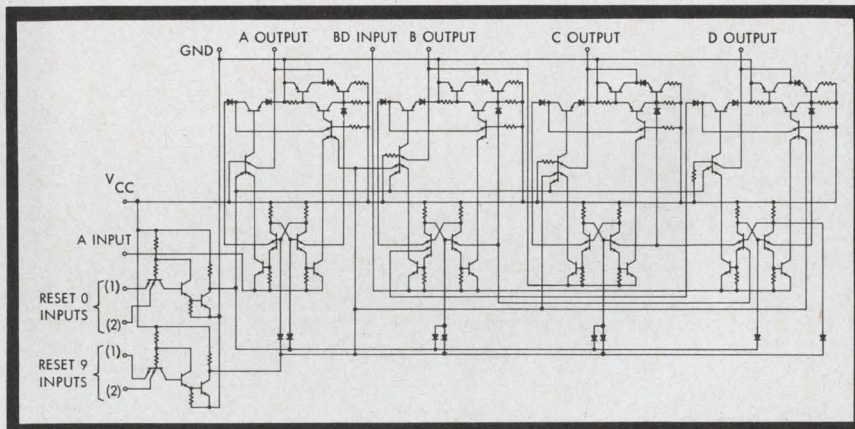 A OUTPUT BD INPUT B OUTPUT C OUTPUT D OUTPUT
GND
VCC
A INPUT
RESET 0 INPUTS
(1)
(2)
RESET 9 INPUTS
(1)
(2)